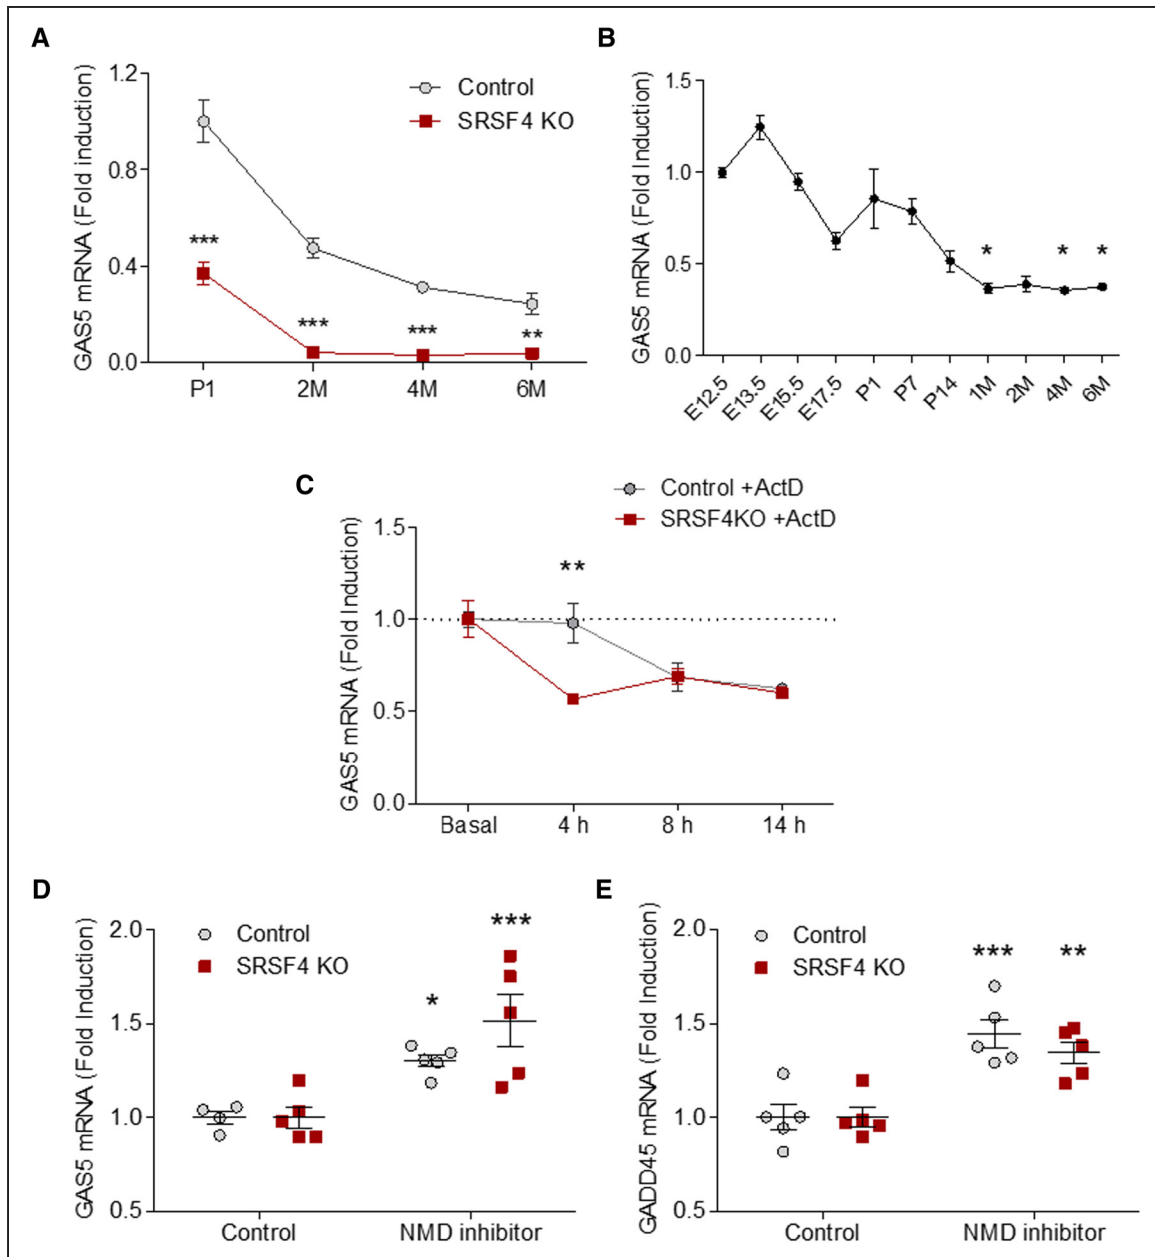 A
GAS5 mRNA (Fold induction)
1.2
0.8
0.4
0.0
Control
SRSF4 KO
***
***
***
**
P1
2M
4M
6M
B
GAS5 mRNA (Fold Induction)
1.5
1.0
0.5
0.0
*
*
*
E12.5
E13.5
E15.5
E17.5
P1
P7
P14
1M
2M
4M
6M
C
GAS5 mRNA (Fold Induction)
Control +ActD
SRSF4KO +ActD
1.5
1.0
0.5
0.0
**
Basal
4 h
8 h
14 h
D
GAS5 mRNA (Fold Induction)
2.0
1.5
1.0
0.5
Control
SRSF4 KO
*
***
Control
NMD inhibitor
E
GADD45 mRNA (Fold Induction)
2.0
1.5
1.0
0.5
Control
SRSF4 KO
***
**
Control
NMD inhibitor